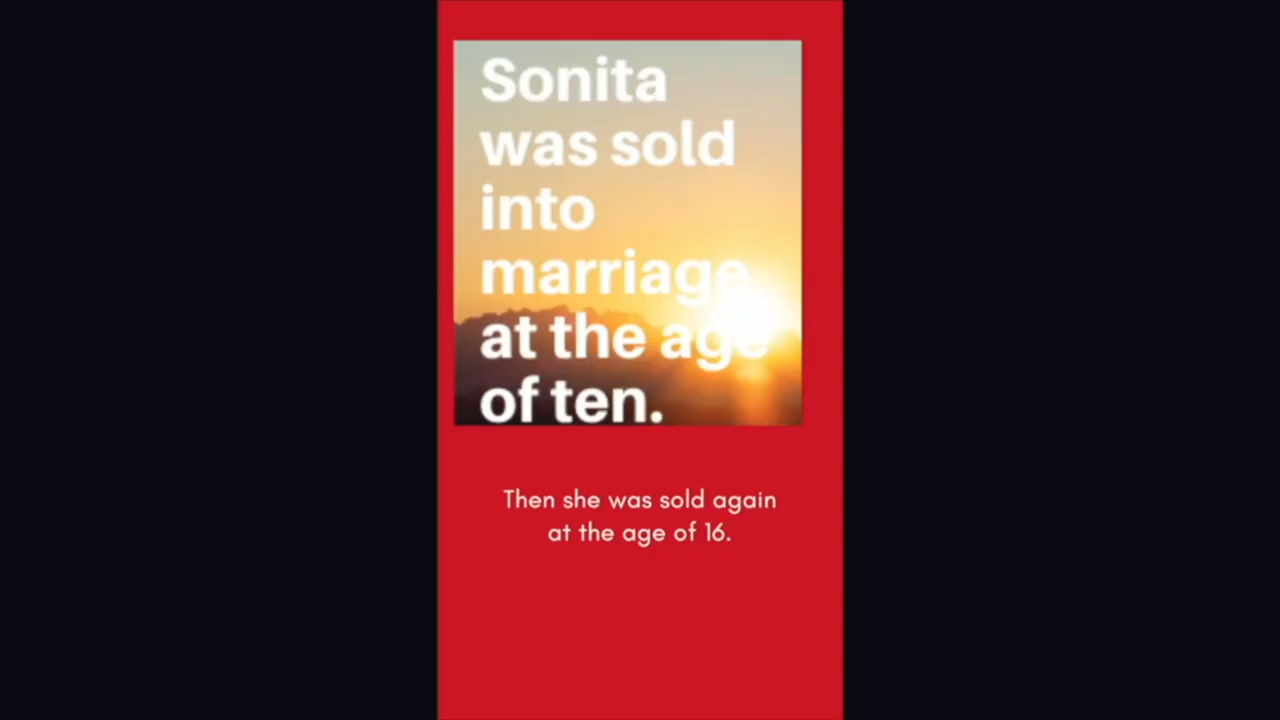 Sonita
was sold
into
marriage
at the age
of ten.
Then she was sold again
at the age of 16.